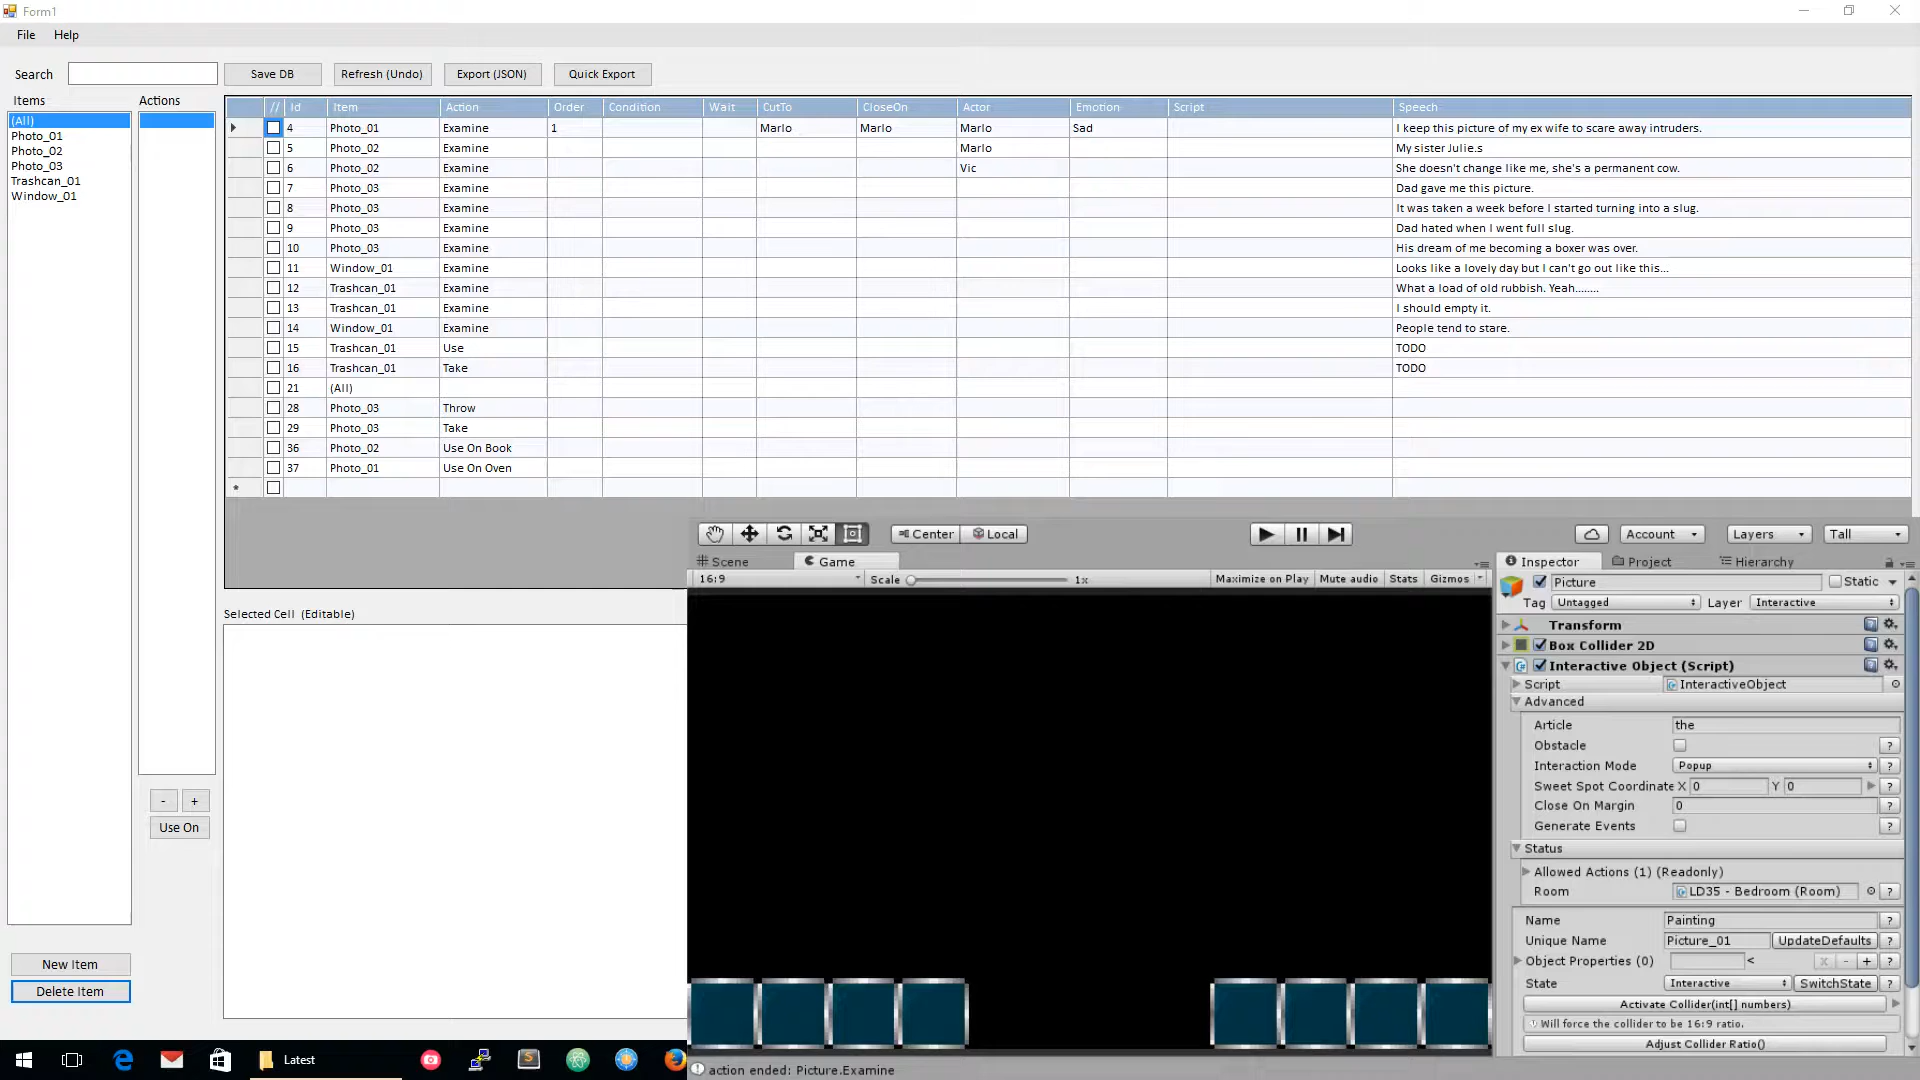 Form1
File Help
Search Save DB Refresh (Undo) Export (JSON) Quick Export
Items Actions
(All)
Photo_01
Photo_02
Photo_03
Trashcan_01
Window_01
// Id Item Action Order Condition Wait CutTo CloseOn Actor Emotion Script Speech
4 Photo_01 Examine 1 Marlo Marlo Marlo Sad I keep this picture of my ex wife to scare away intruders.
5 Photo_02 Examine Marlo My sister Julie.s
6 Photo_02 Examine Vic She doesn't change like me, she's a permanent cow.
7 Photo_03 Examine Dad gave me this picture.
8 Photo_03 Examine It was taken a week before I started turning into a slug.
9 Photo_03 Examine Dad hated when I went full slug.
10 Photo_03 Examine His dream of me becoming a boxer was over.
11 Window_01 Examine Looks like a lovely day but I can't go out like this...
12 Trashcan_01 Examine What a load of old rubbish. Yeah........
13 Trashcan_01 Examine I should empty it.
14 Window_01 Examine People tend to stare.
15 Trashcan_01 Use TODO
16 Trashcan_01 Take TODO
21 (All)
28 Photo_03 Throw
29 Photo_03 Take
36 Photo_02 Use On Book
37 Photo_01 Use On Oven
*
- +
Use On
New Item
Delete Item
Selected Cell (Editable)
Center Local Account Layers Tall
Scene Game
16:9 Scale 1x Maximize on Play Mute audio Stats Gizmos
Inspector Project Hierarchy
Picture Static
Tag Untagged Layer Interactive
Transform
Box Collider 2D
Interactive Object (Script)
Script InteractiveObject
Advanced
Article the
Obstacle ?
Interaction Mode Popup ?
Sweet Spot Coordinate X 0 Y 0 ?
Close On Margin 0 ?
Generate Events ?
Status
Allowed Actions (1) (Readonly)
Room LD35 - Bedroom (Room) ?
Name Painting ?
Unique Name Picture_01 UpdateDefaults ?
Object Properties (0) < x - + ?
State Interactive SwitchState ?
Activate Collider(int[] numbers)
Will force the collider to be 16:9 ratio.
Adjust Collider Ratio()
action ended: Picture.Examine
Latest